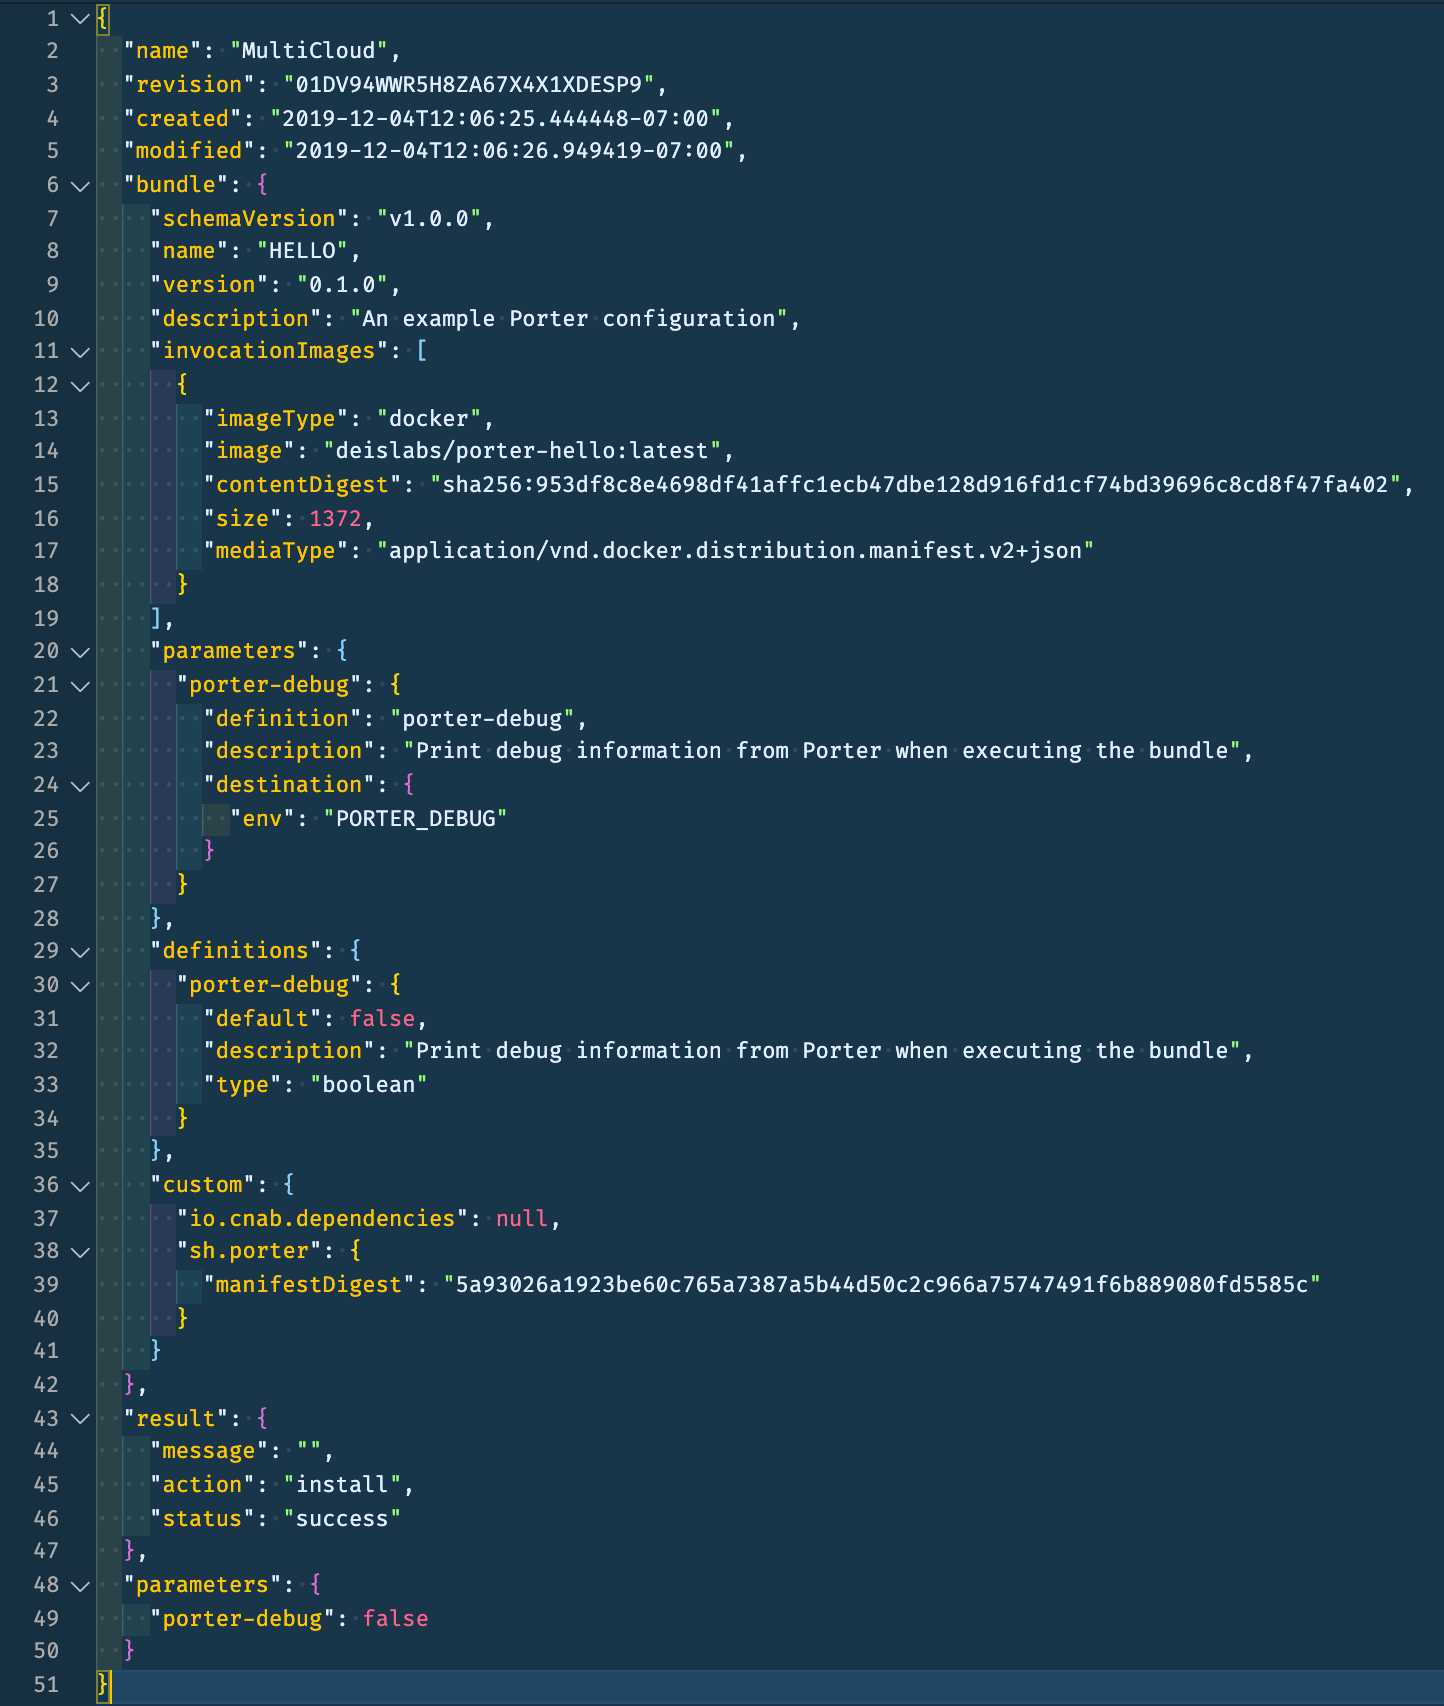 1 {
2 "name": "MultiCloud",
3 "revision": "01DV94WWR5H8ZA67X4X1XDESP9",
4 "created": "2019-12-04T12:06:25.444448-07:00",
5 "modified": "2019-12-04T12:06:26.949419-07:00",
6 "bundle": {
7 "schemaVersion": "v1.0.0",
8 "name": "HELLO",
9 "version": "0.1.0",
10 "description": "An example Porter configuration",
11 "invocationImages": [
12 {
13 "imageType": "docker",
14 "image": "deislabs/porter-hello:latest",
15 "contentDigest": "sha256:953df8c8e4698df41affc1ecb47dbe128d916fd1cf74bd39696c8cd8f47fa402",
16 "size": 1372,
17 "mediaType": "application/vnd.docker.distribution.manifest.v2+json"
18 }
19 ],
20 "parameters": {
21 "porter-debug": {
22 "definition": "porter-debug",
23 "description": "Print debug information from Porter when executing the bundle",
24 "destination": {
25 "env": "PORTER_DEBUG"
26 }
27 }
28 },
29 "definitions": {
30 "porter-debug": {
31 "default": false,
32 "description": "Print debug information from Porter when executing the bundle",
33 "type": "boolean"
34 }
35 },
36 "custom": {
37 "io.cnab.dependencies": null,
38 "sh.porter": {
39 "manifestDigest": "5a93026a1923be60c765a7387a5b44d50c2c966a75747491f6b889080fd5585c"
40 }
41 }
42 },
43 "result": {
44 "message": "",
45 "action": "install",
46 "status": "success"
47 },
48 "parameters": {
49 "porter-debug": false
50 }
51 }